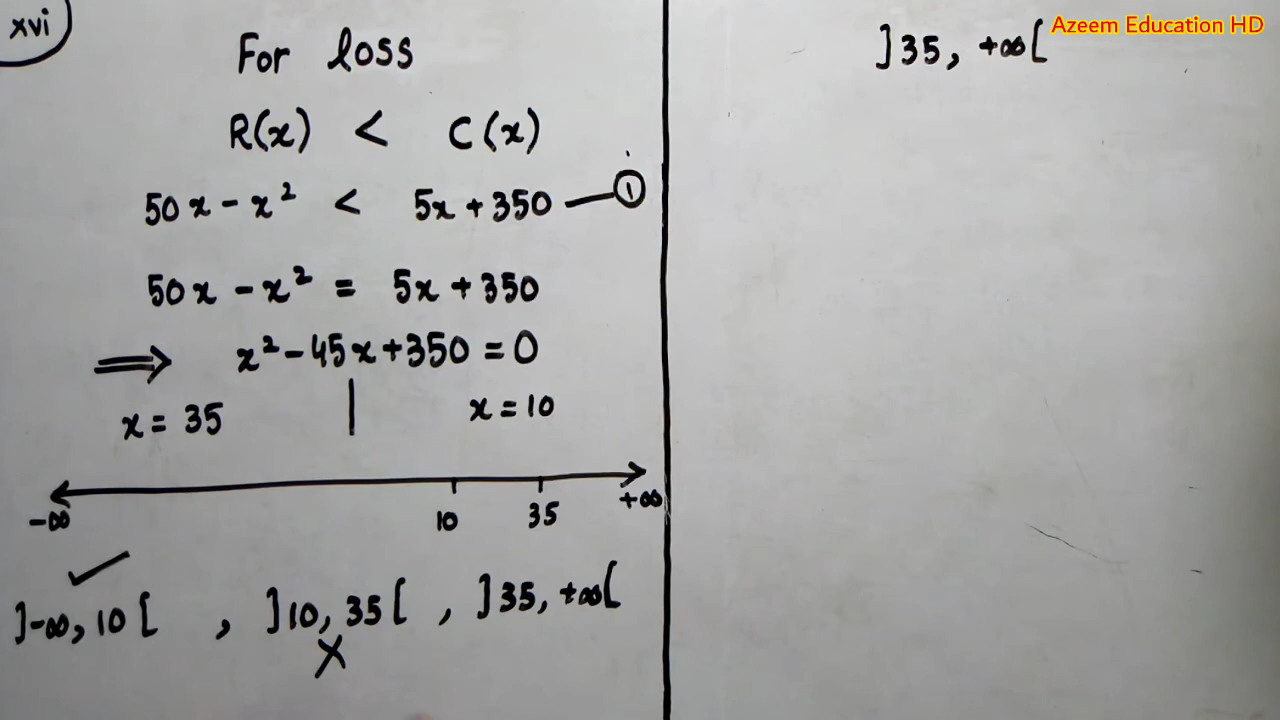 xvi
For loss
R(x) < C(x)
50x - x² < 5x + 350 — ①
50x - x² = 5x + 350
⟹ x² - 45x + 350 = 0
x = 35 | x = 10
-∞ 10 35 +∞
]-∞, 10[ , ]10, 35[ , ]35, +∞[
Azeem Education HD
]35, +∞[